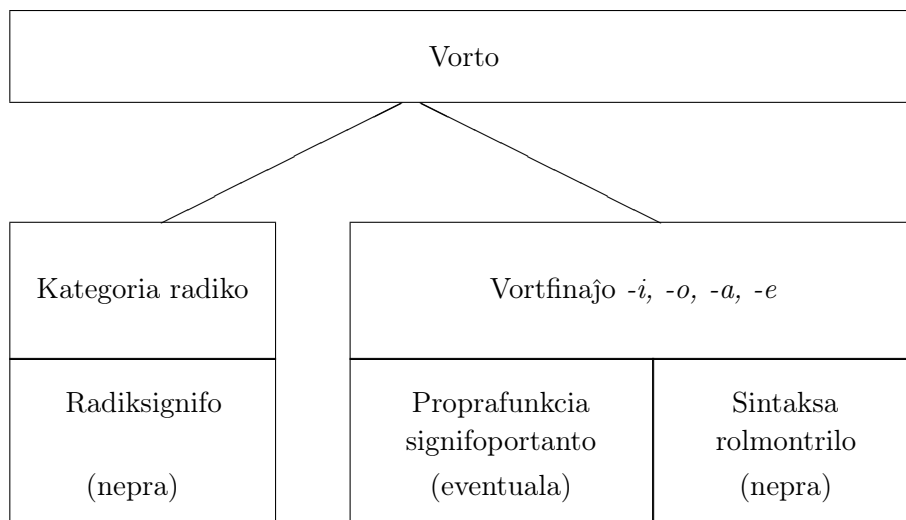 Vorto
Kategoria radiko
Vortfinaĵo -i, -o, -a, -e
Radiksignifo
(nepra)
Proprafunkcia
signifoportanto
(eventuala)
Sintaksa
rolmontrilo
(nepra)